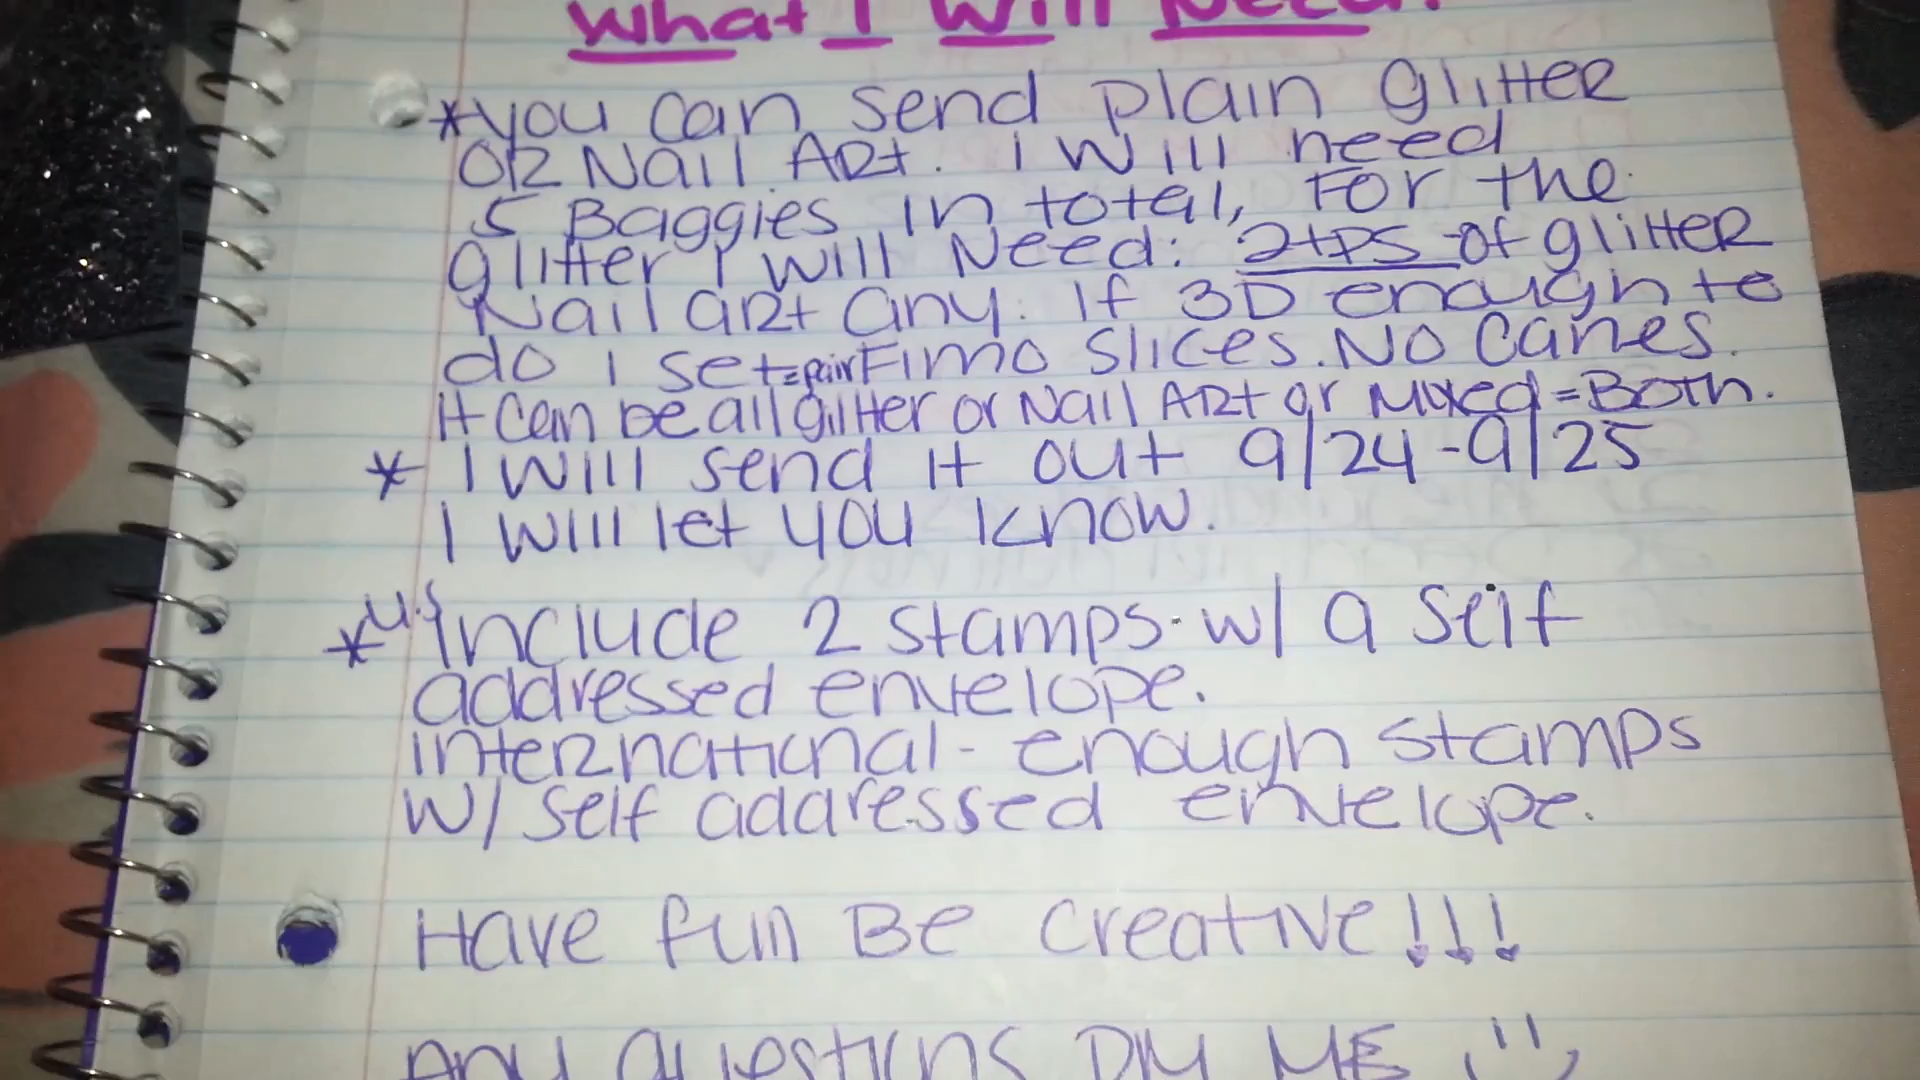 What I Will Need:
*you can send plain glitter
OR Nail ARt. I will need
5 Baggies in total, For the
glitter I will Need: 2tps of glitteR
Nail aRt any. If 3D enough to
do 1 set=pair Fimo slices. No Canes.
It can be all glitter or Nail ARt or Mixed=Both.
* I will send it out 9/24-9/25
I will let you know.
*U.S Include 2 stamps w/ a self
addressed envelope.
inteRnational - enough stamps
w/ self addressed envelope.
Have fun Be creative!!!
Any questions DM ME